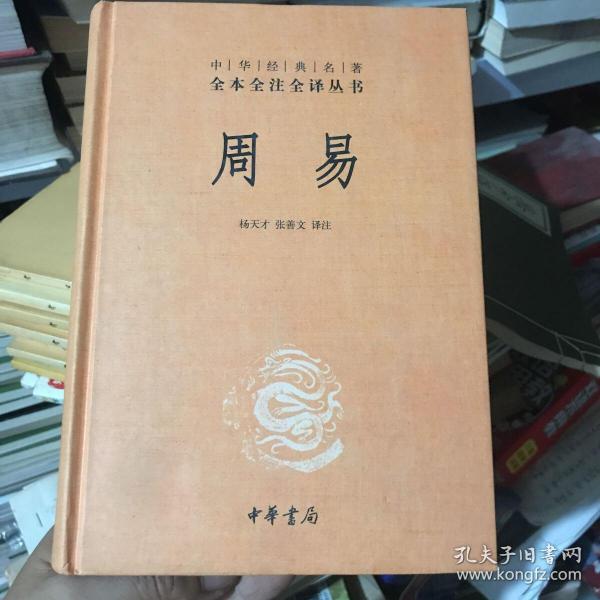 中华经典名著
全本全注全译丛书
周易
杨天才 张善文 译注
中華書局
孔夫子旧书网
www.kongfz.com